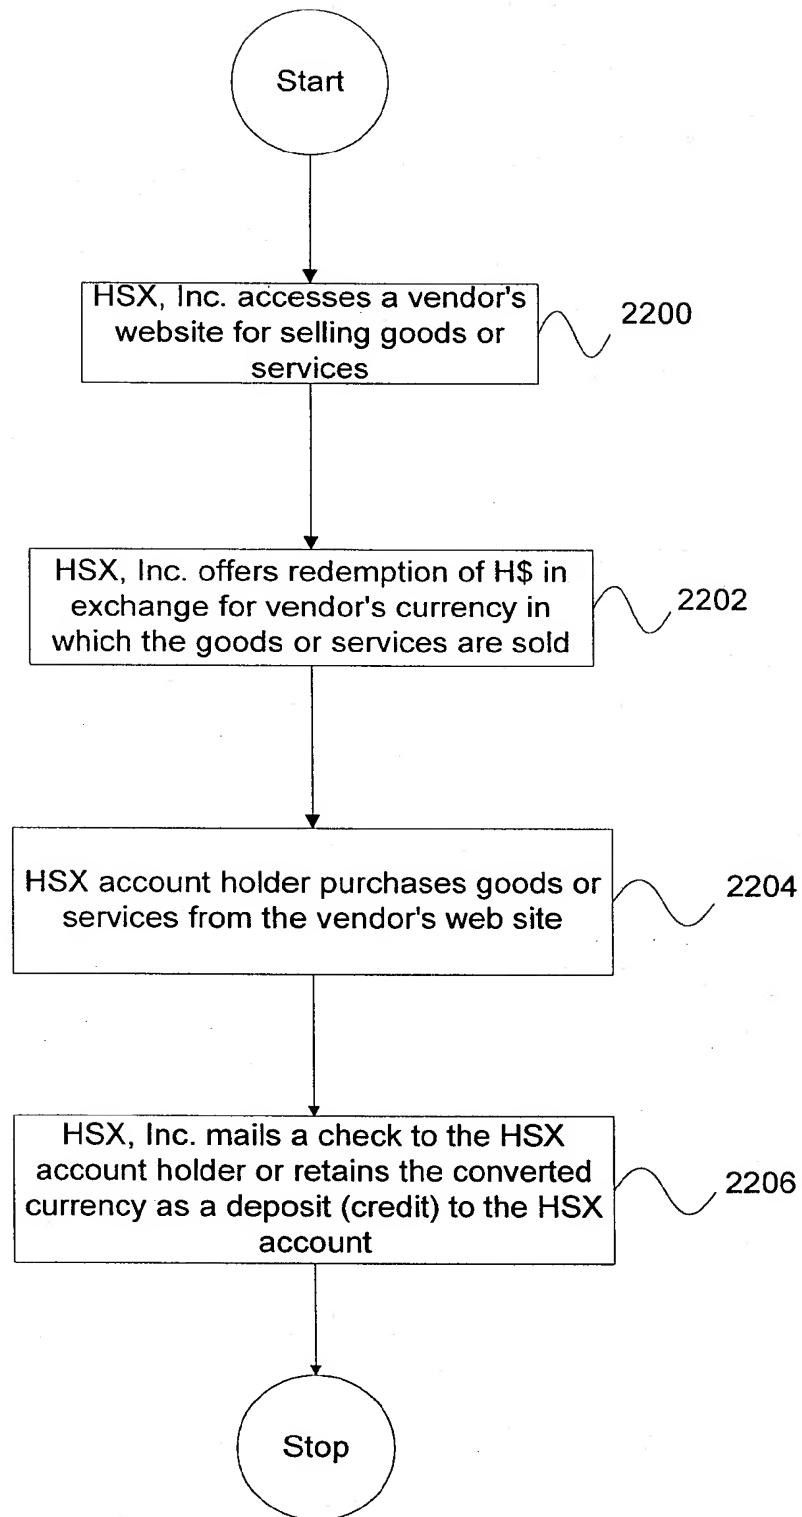 Start
HSX, Inc. accesses a vendor's
website for selling goods or
services
2200
HSX, Inc. offers redemption of H$ in
exchange for vendor's currency in
which the goods or services are sold
2202
HSX account holder purchases goods or
services from the vendor's web site
2204
HSX, Inc. mails a check to the HSX
account holder or retains the converted
currency as a deposit (credit) to the HSX
account
2206
Stop